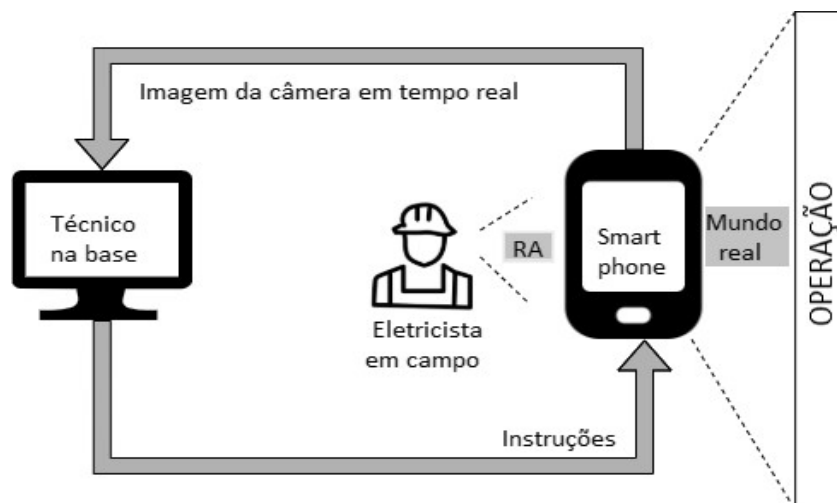 Imagem da câmera em tempo real
Técnico
na base
RA
Smart
phone
Mundo
real
OPERAÇÃO
Eletricista
em campo
Instruções